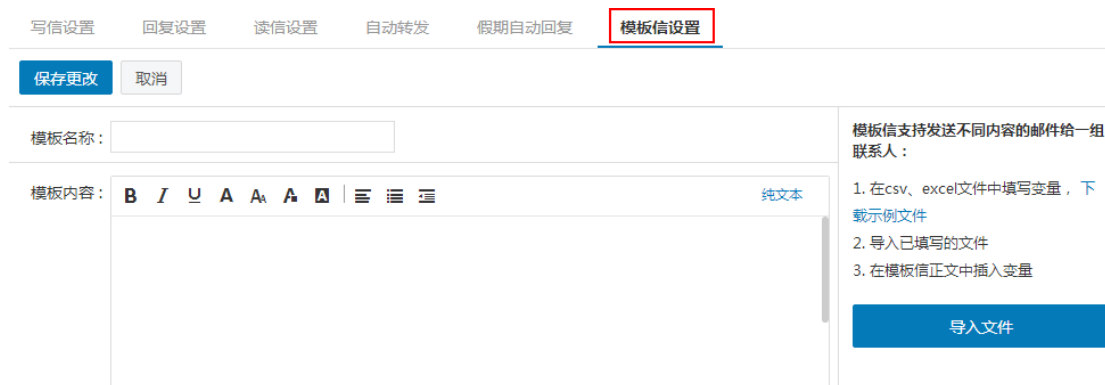 写信设置 回复设置 读信设置 自动转发 假期自动回复 模板信设置
保存更改 取消
模板名称：
模板内容： B I U A AA A A 纯文本
模板信支持发送不同内容的邮件给一组
联系人：
1. 在csv、excel文件中填写变量，下
载示例文件
2. 导入已填写的文件
3. 在模板信正文中插入变量
导入文件